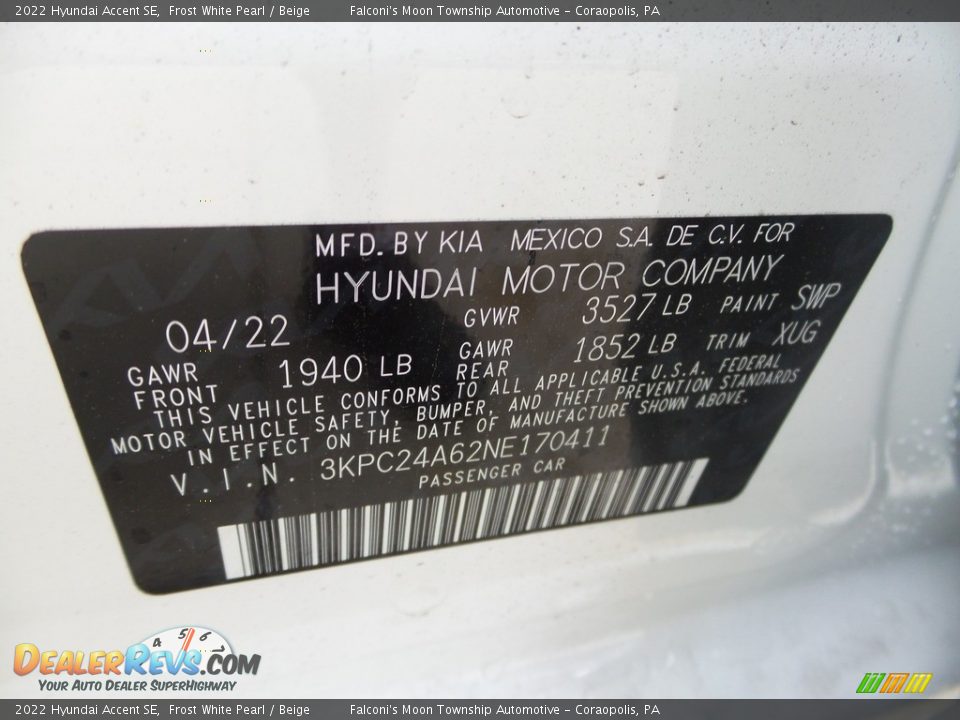 2022 Hyundai Accent SE, Frost White Pearl / Beige Falconi's Moon Township Automotive - Coraopolis, PA
MFD. BY KIA MEXICO S.A. DE C.V. FOR
HYUNDAI MOTOR COMPANY
04/22 GVWR 3527 LB PAINT SWP
GAWR FRONT 1940 LB GAWR REAR 1852 LB TRIM XUG
THIS VEHICLE CONFORMS TO ALL APPLICABLE U.S.A. FEDERAL
MOTOR VEHICLE SAFETY, BUMPER, AND THEFT PREVENTION STANDARDS
IN EFFECT ON THE DATE OF MANUFACTURE SHOWN ABOVE.
V.I.N. 3KPC24A62NE170411
PASSENGER CAR
4 5 6 7
DEALERREVS.COM
YOUR AUTO DEALER SUPERHIGHWAY
2022 Hyundai Accent SE, Frost White Pearl / Beige Falconi's Moon Township Automotive - Coraopolis, PA